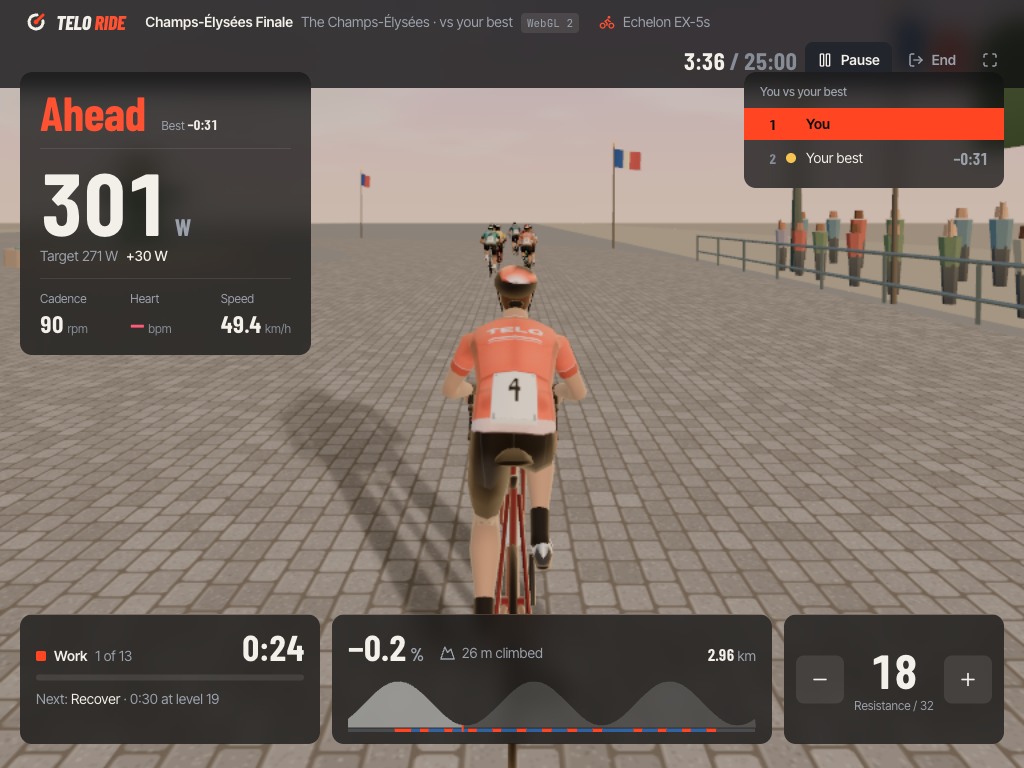 TELO RIDE Champs-Élysées Finale The Champs-Élysées · vs your best WebGL 2 Echelon EX-5s
3:36 / 25:00 Pause End
Ahead Best −0:31
You vs your best
1 You
2 Your best −0:31
301 W
Target 271 W +30 W
Cadence Heart Speed
90 rpm — bpm 49.4 km/h
TELO
4
Work 1 of 13 0:24
Next: Recover · 0:30 at level 19
−0.2 % 26 m climbed 2.96 km
− 18 +
Resistance / 32